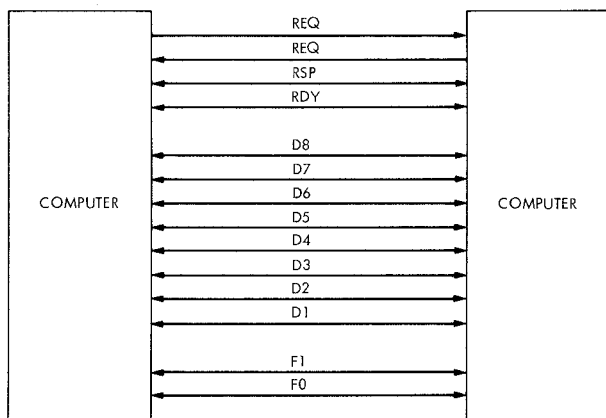 REQ
REQ
RSP
RDY
D8
D7
D6
COMPUTER
COMPUTER
D5
D4
D3
D2
D1
F1
F0